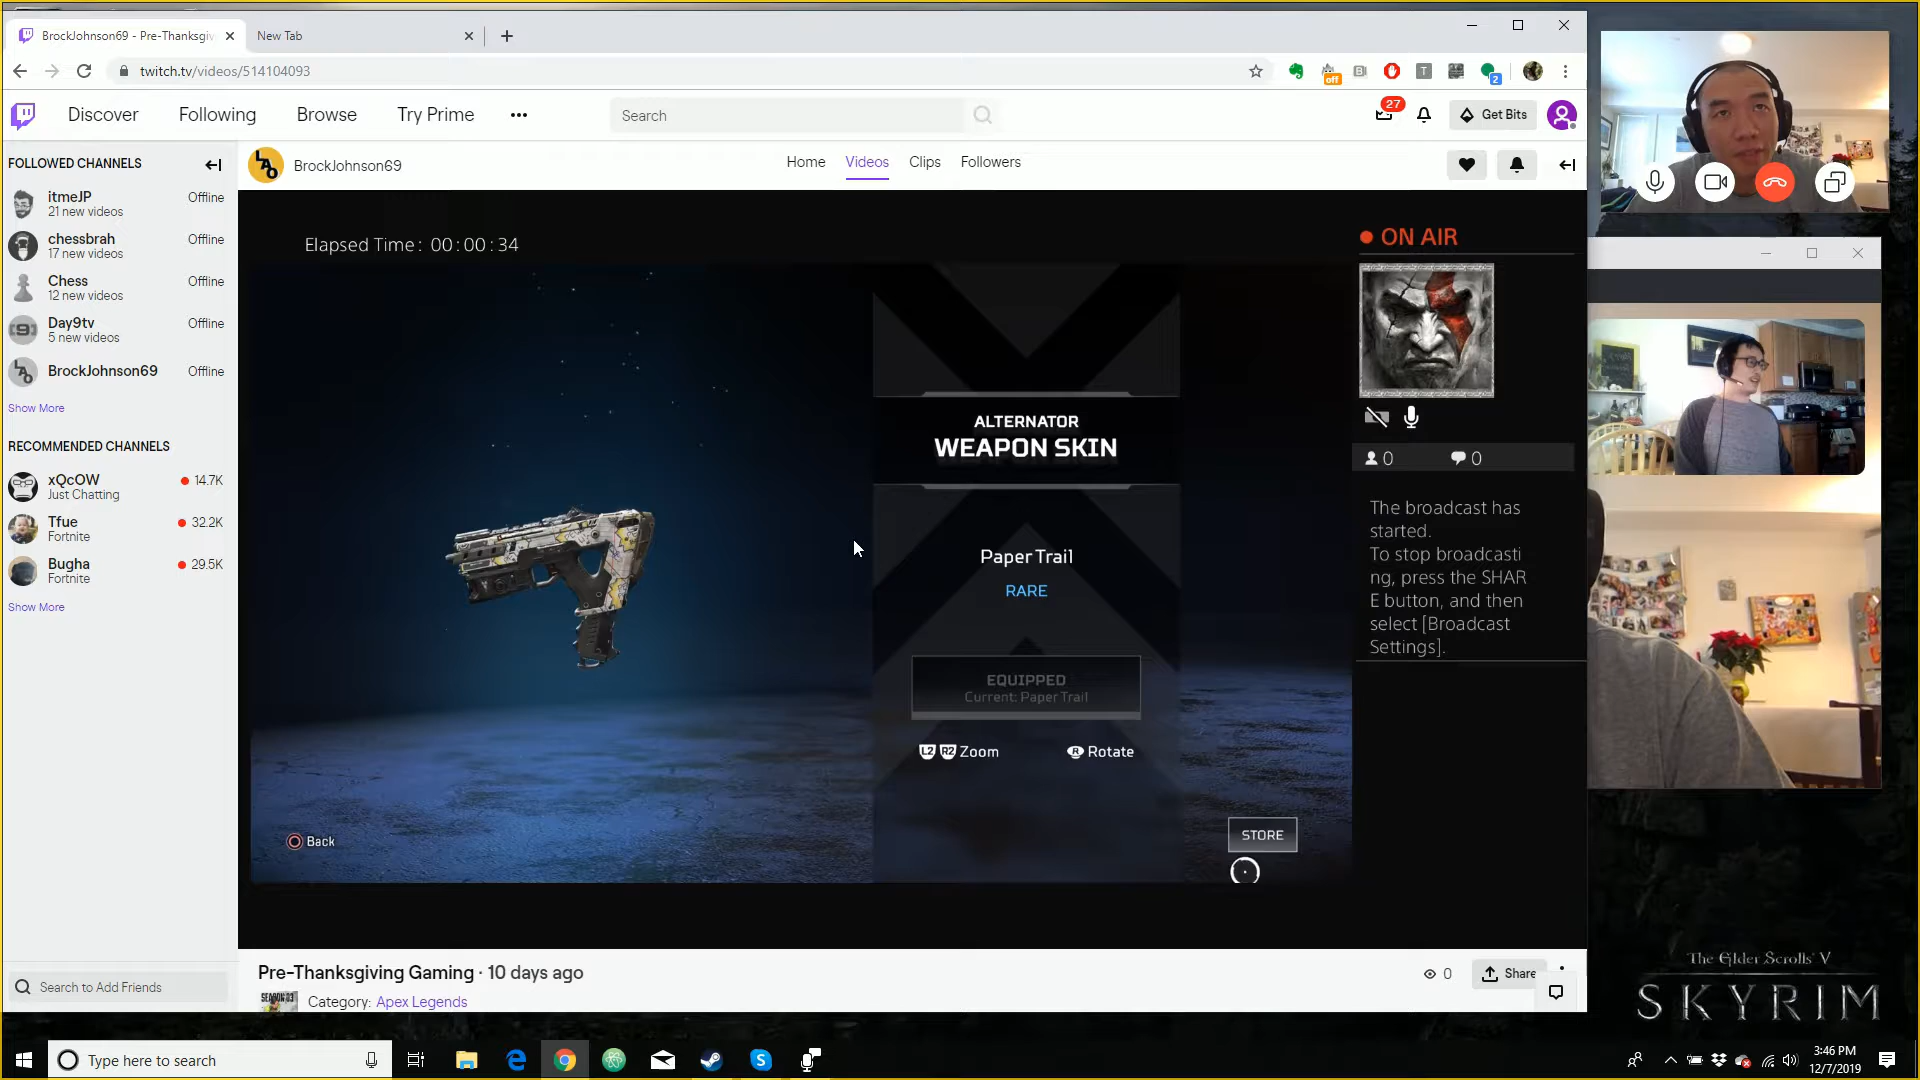 BrockJohnson69 - Pre-Thanksgiv
New Tab
twitch.tv/videos/514104093
off
2
Discover
Following
Browse
Try Prime
Search
27
Get Bits
FOLLOWED CHANNELS
itmeJP
Offline
21 new videos
chessbrah
Offline
17 new videos
Chess
Offline
12 new videos
Day9tv
Offline
5 new videos
BrockJohnson69
Offline
Show More
RECOMMENDED CHANNELS
xQcOW
14.7K
Just Chatting
Tfue
32.2K
Fortnite
Bugha
29.5K
Fortnite
Show More
Search to Add Friends
BrockJohnson69
Home
Videos
Clips
Followers
Elapsed Time: 00:00:34
ALTERNATOR
WEAPON SKIN
Paper Trail
RARE
EQUIPPED
Current: Paper Trail
L2 R2 Zoom
R Rotate
Back
STORE
ON AIR
0
0
The broadcast has
started.
To stop broadcasti
ng, press the SHAR
E button, and then
select [Broadcast
Settings].
Pre-Thanksgiving Gaming · 10 days ago
0
Share
Category: Apex Legends
The Elder Scrolls V
SKYRIM
Type here to search
3:46 PM
12/7/2019